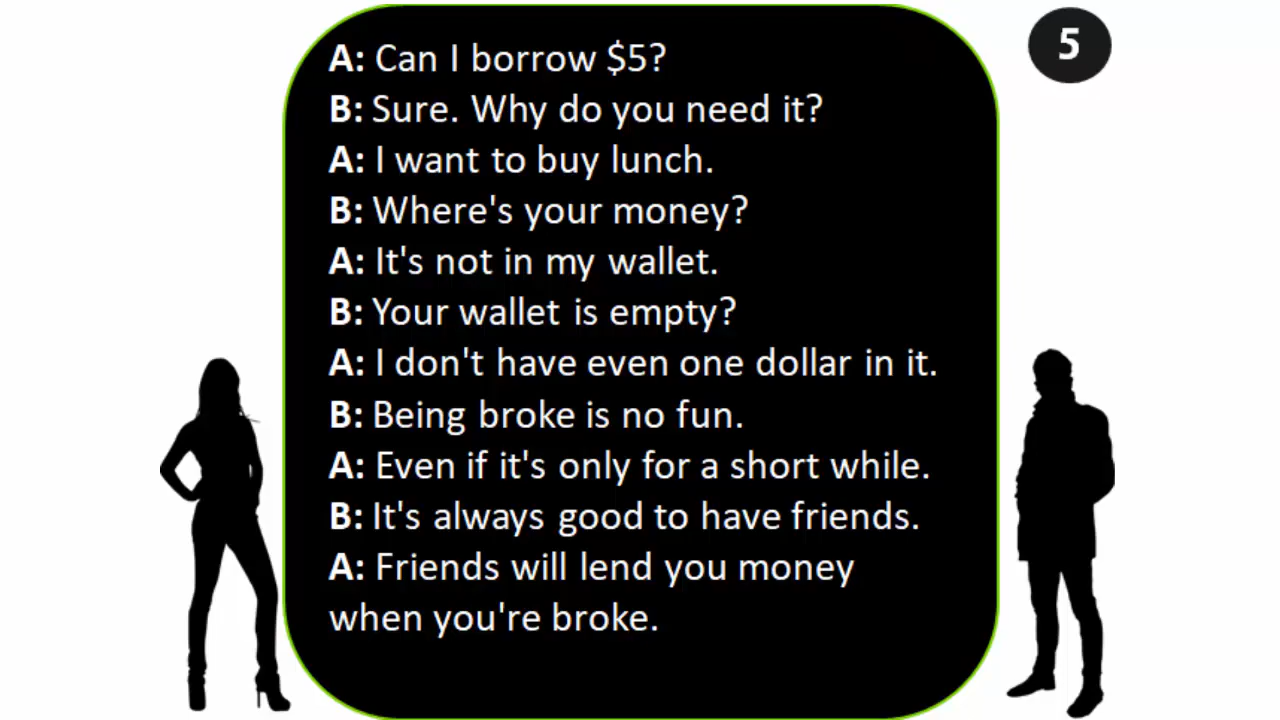 A: Can I borrow $5?
B: Sure. Why do you need it?
A: I want to buy lunch.
B: Where's your money?
A: It's not in my wallet.
B: Your wallet is empty?
A: I don't have even one dollar in it.
B: Being broke is no fun.
A: Even if it's only for a short while.
B: It's always good to have friends.
A: Friends will lend you money
when you're broke.
5